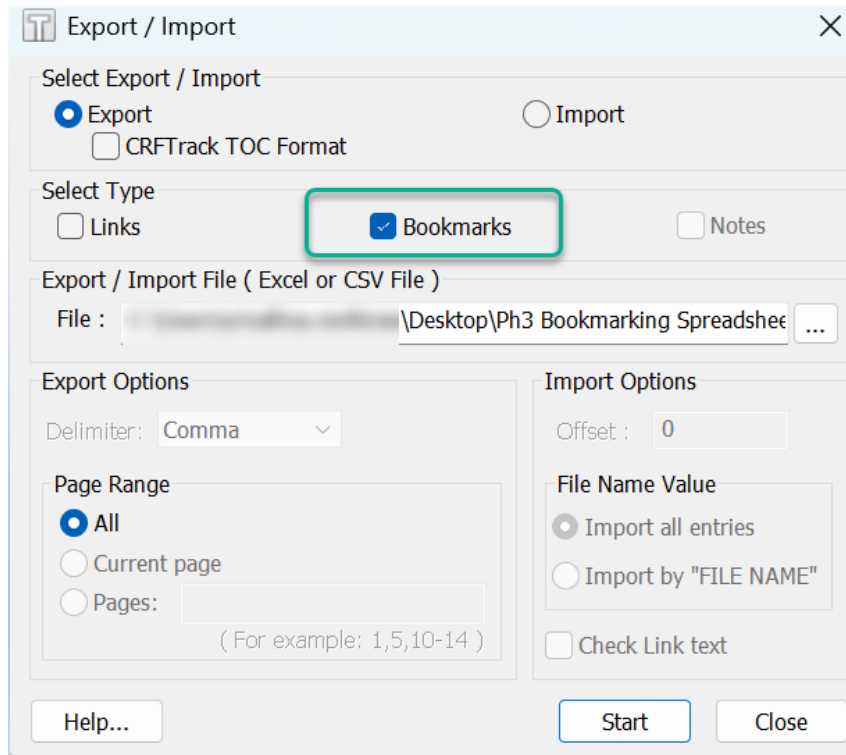 Export / Import
Select Export / Import
Export Import
CRFTrack TOC Format
Select Type
Links Bookmarks Notes
Export / Import File ( Excel or CSV File )
File : \Desktop\Ph3 Bookmarking Spreadshee ...
Export Options Import Options
Delimiter: Comma Offset : 0
Page Range File Name Value
All Import all entries
Current page
Pages: Import by "FILE NAME"
( For example: 1,5,10-14 ) Check Link text
Help... Start Close